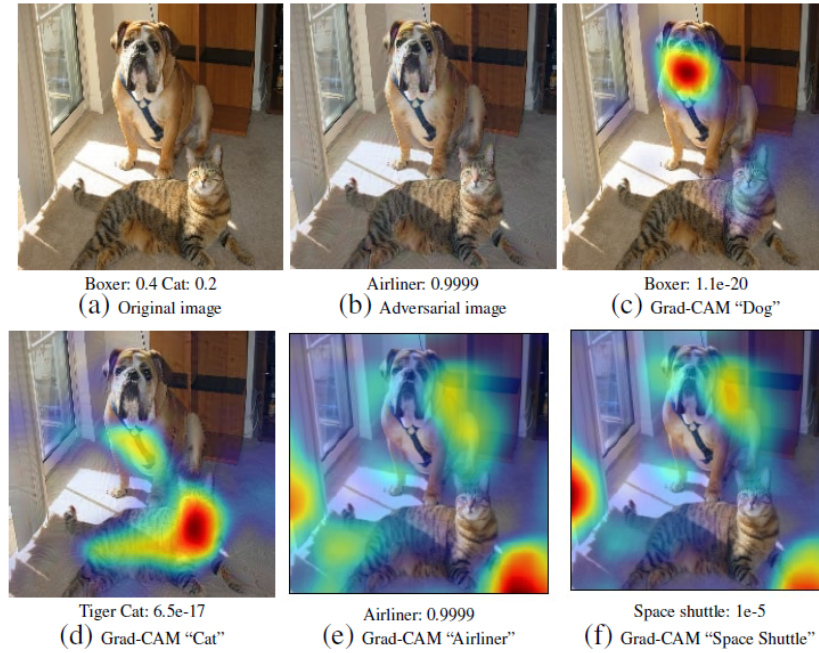 Boxer: 0.4 Cat: 0.2
(a) Original image
Airliner: 0.9999
(b) Adversarial image
Boxer: 1.1e-20
(c) Grad-CAM “Dog”
Tiger Cat: 6.5e-17
(d) Grad-CAM “Cat”
Airliner: 0.9999
(e) Grad-CAM “Airliner”
Space shuttle: 1e-5
(f) Grad-CAM “Space Shuttle”